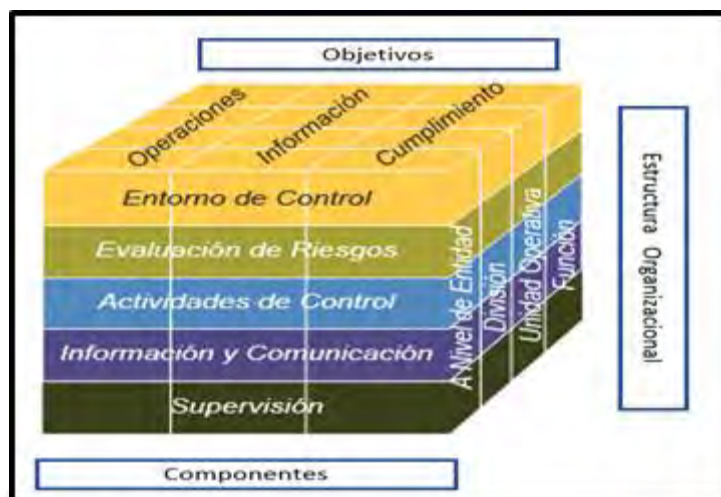 Objetivos
Operaciones
Información
Cumplimiento
Entorno de Control
Evaluación de Riesgos
Actividades de Control
Información y Comunicación
Supervisión
A Nivel de Entidad
División
Unidad Operativa
Función
Estructura Organizacional
Componentes